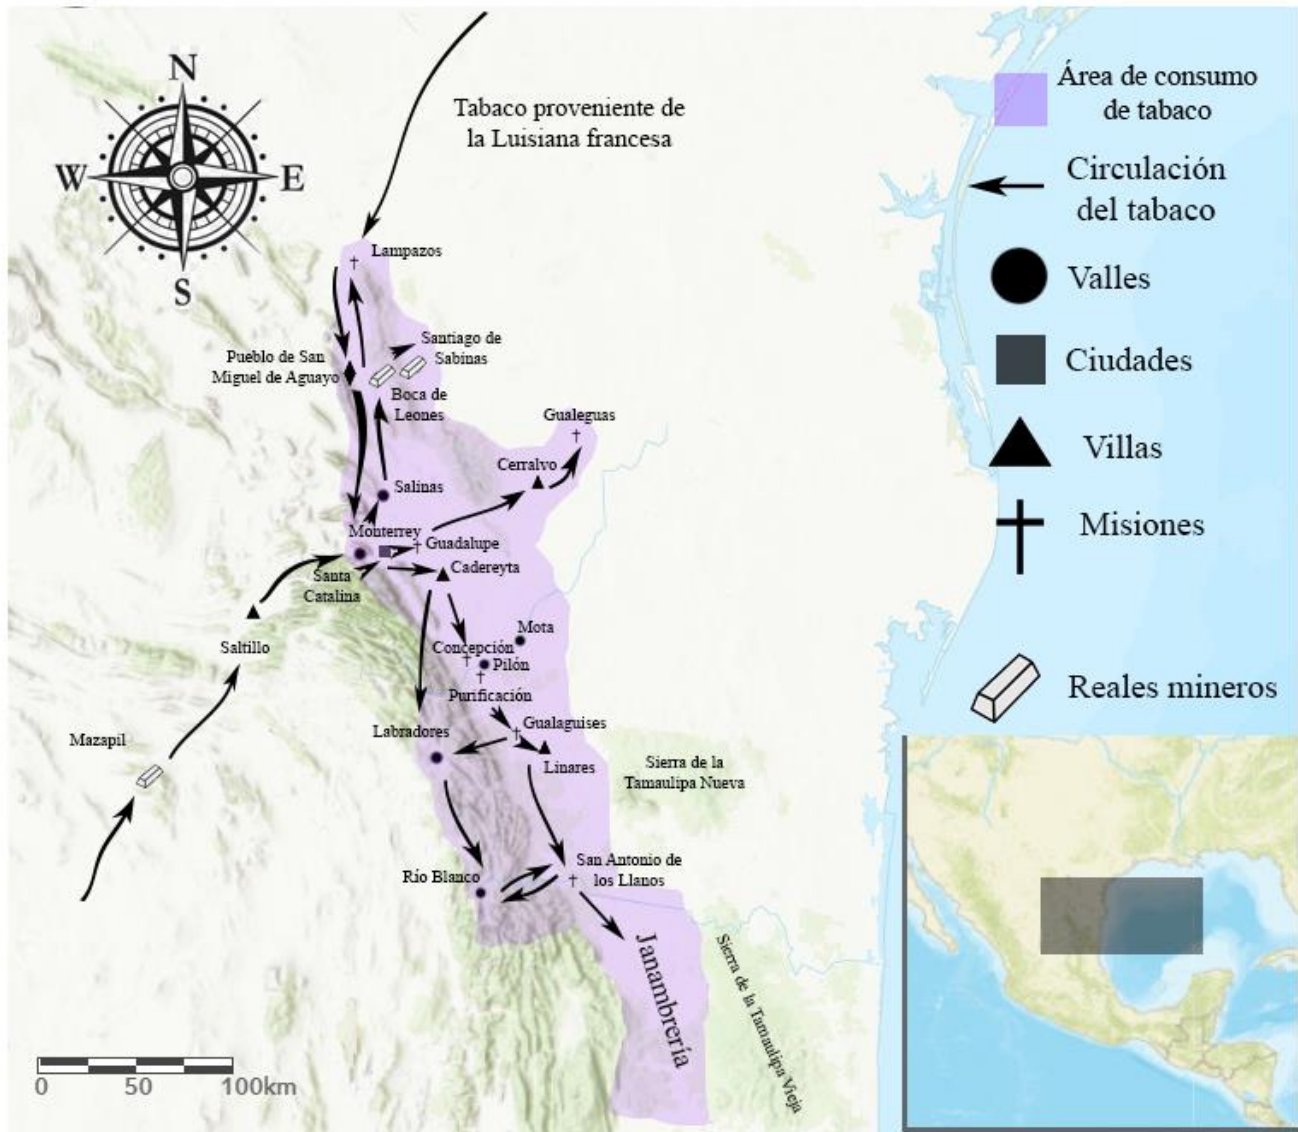 N
W
E
S
Tabaco proveniente de
la Luisiana francesa
Área de consumo
de tabaco
Circulación
del tabaco
Valles
Ciudades
Villas
Misiones
Reales mineros
Lampazos
Santiago de
Sabinas
Pueblo de San
Miguel de Aguayo
Boca de
Leones
Gualeguas
Cerralvo
Salinas
Monterrey
Guadalupe
Santa
Catalina
Cadereyta
Saltillo
Mota
Concepción
Pilón
Purificación
Labradores
Gualaguises
Linares
Mazapil
Sierra de la
Tamaulipa Nueva
Río Blanco
San Antonio de
los Llanos
Janambrería
Sierra de la Tamaulipa Vieja
0 50 100km